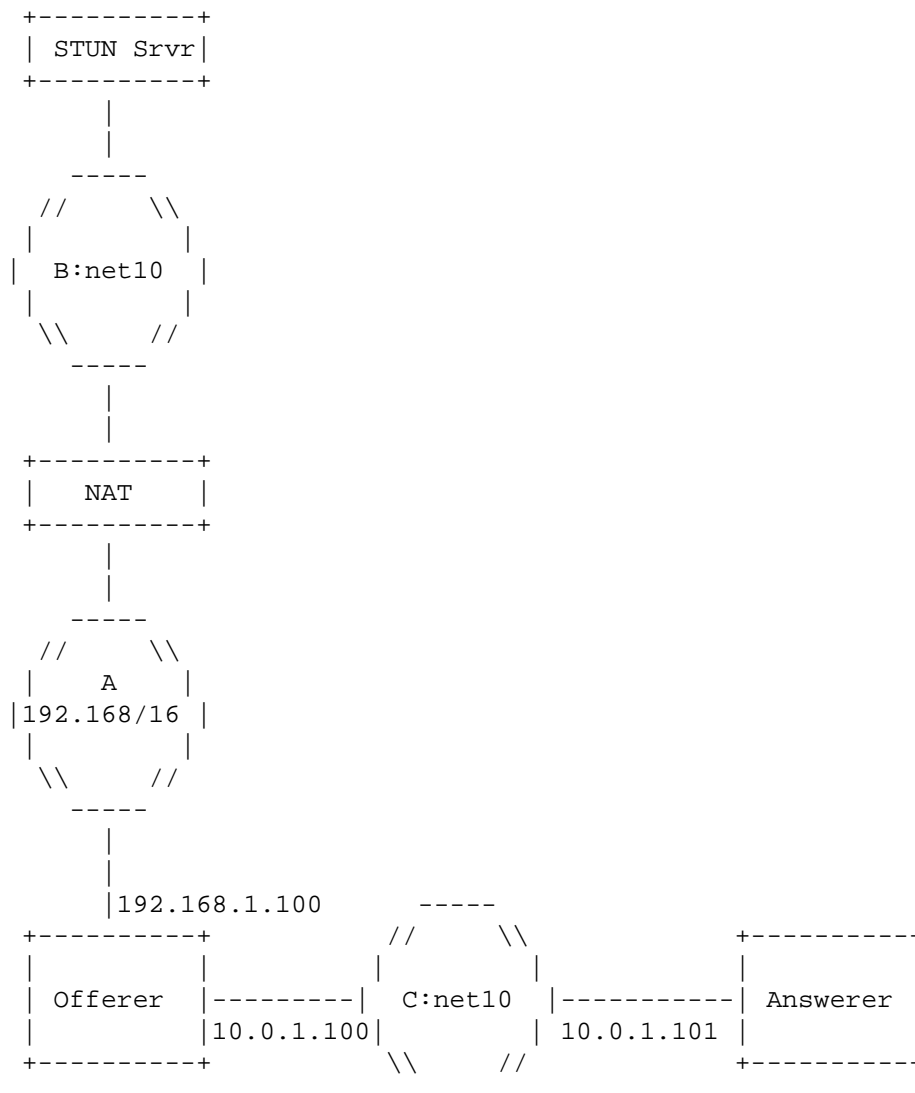 STUN Srvr
B:net10
NAT
A
192.168/16
192.168.1.100
Offerer C:net10 Answerer
10.0.1.100 10.0.1.101